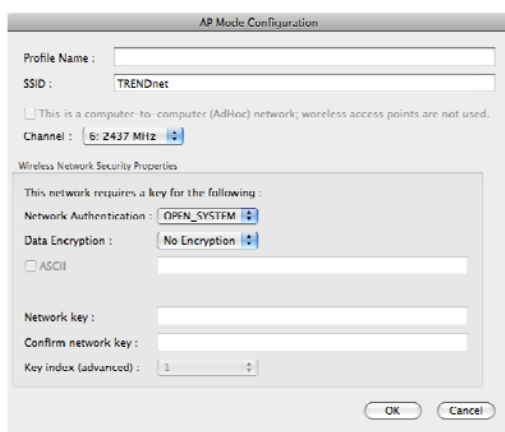 AP Mode Configuration
Profile Name :
SSID : TRENDnet
This is a computer-to-computer (AdHoc) network; woreless access points are not used.
Channel : 6: 2437 MHz
Wireless Network Security Properties
This network requires a key for the following :
Network Authentication : OPEN_SYSTEM
Data Encryption : No Encryption
ASCII
Network key :
Confirm network key :
Key index (advanced) : 1
OK Cancel